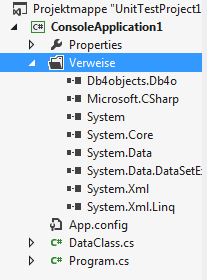 Projektmappe "UnitTestProject1
ConsoleApplication1
Properties
Verweise
Db4objects.Db4o
Microsoft.CSharp
System
System.Core
System.Data
System.Data.DataSetE
System.Xml
System.Xml.Linq
App.config
C# DataClass.cs
C# Program.cs